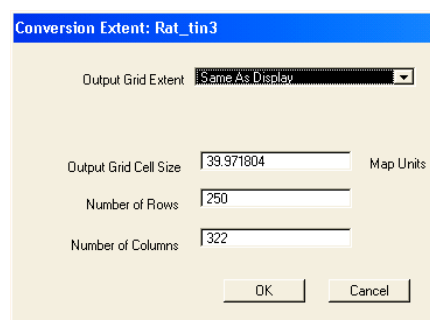 Conversion Extent: Rat_tin3
Output Grid Extent Same As Display
Output Grid Cell Size 39.971804 Map Units
Number of Rows 250
Number of Columns 322
OK Cancel